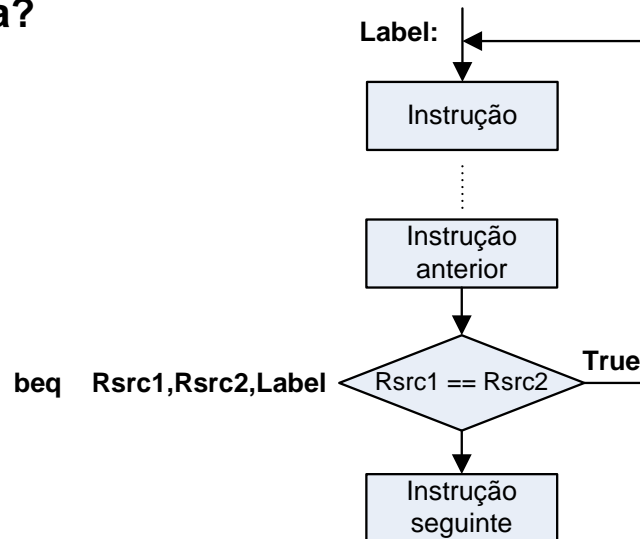 a?
Label:
Instrução
Instrução
anterior
True
beq Rsrc1,Rsrc2,Label
Rsrc1 == Rsrc2
Instrução
seguinte